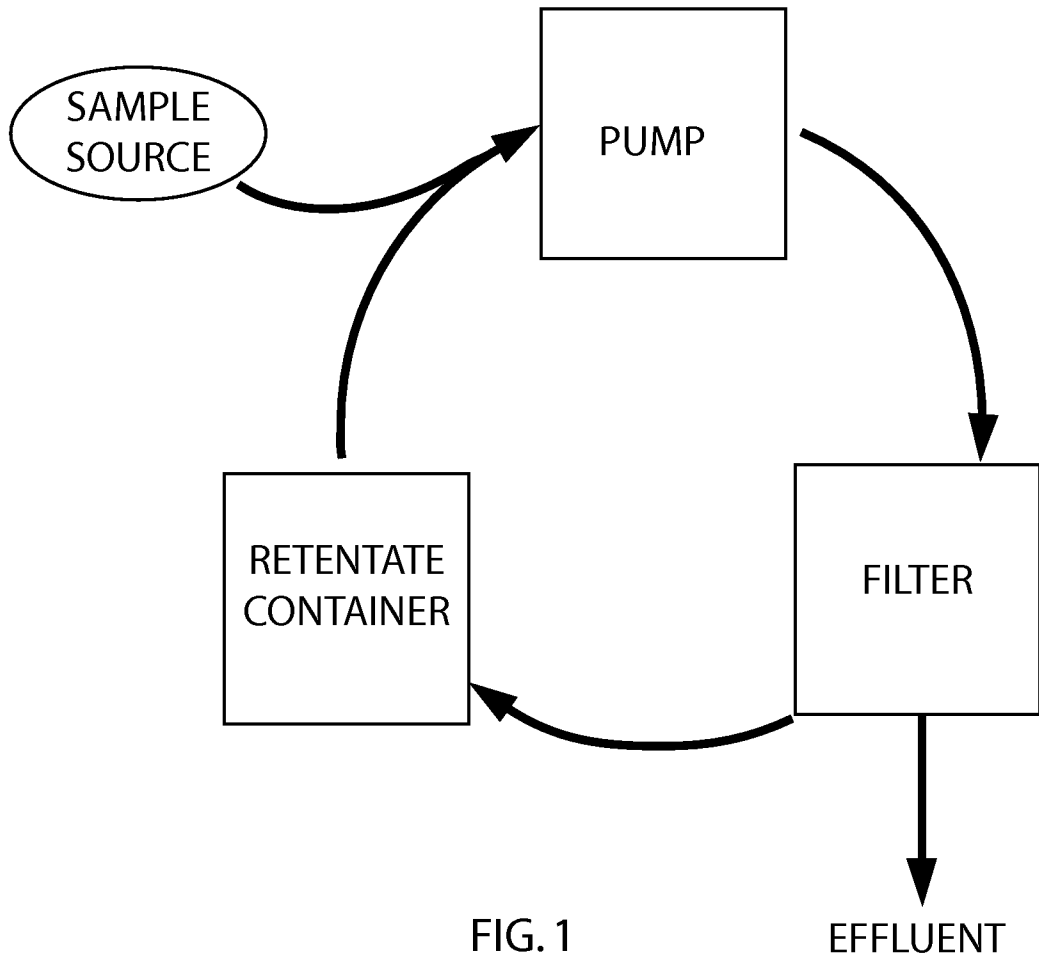 SAMPLE
SOURCE
PUMP
RETENTATE
CONTAINER
FILTER
EFFLUENT
FIG. 1